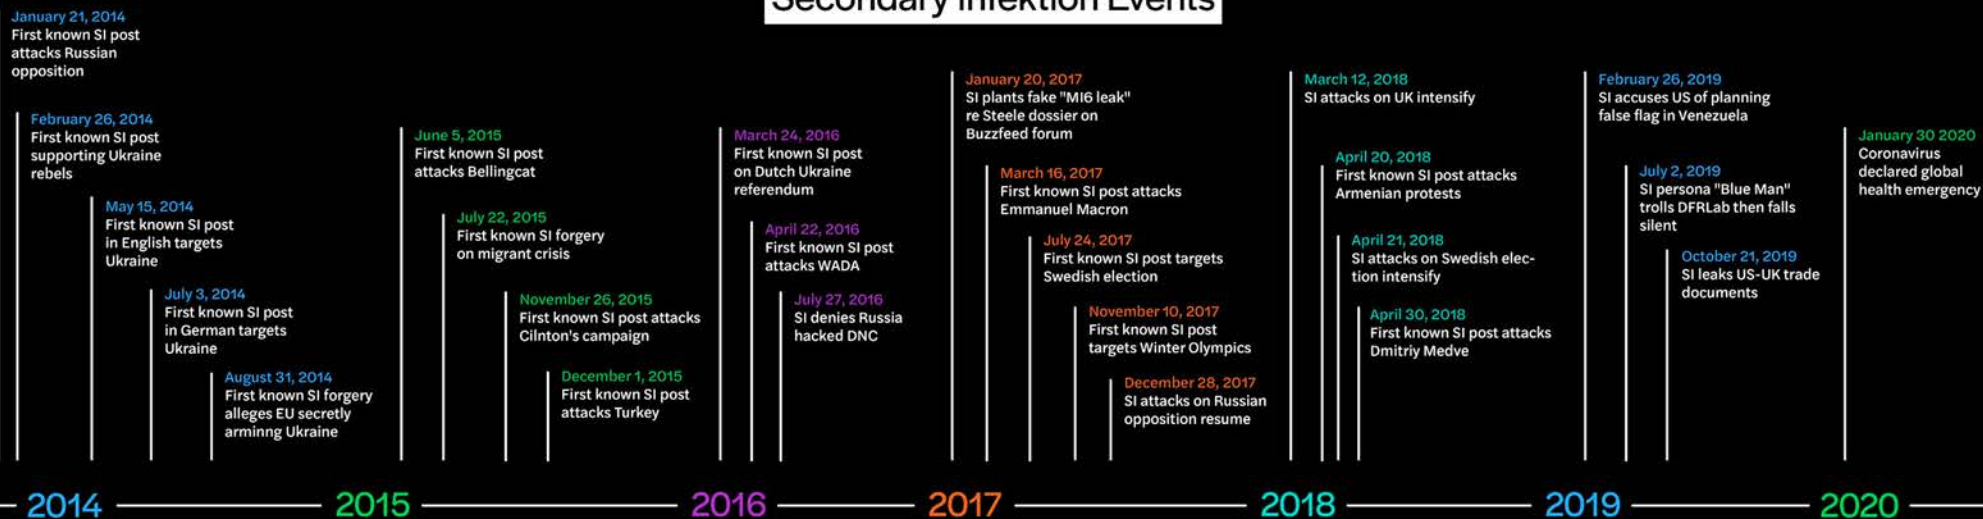 Secondary Infektion Events
January 21, 2014
First known SI post
attacks Russian
opposition
February 26, 2014
First known SI post
supporting Ukraine
rebels
May 15, 2014
First known SI post
in English targets
Ukraine
July 3, 2014
First known SI post
in German targets
Ukraine
August 31, 2014
First known SI forgery
alleges EU secretly
arminng Ukraine
June 5, 2015
First known SI post
attacks Bellingcat
July 22, 2015
First known SI forgery
on migrant crisis
November 26, 2015
First known SI post attacks
Cilnton's campaign
December 1, 2015
First known SI post
attacks Turkey
March 24, 2016
First known SI post
on Dutch Ukraine
referendum
April 22, 2016
First known SI post
attacks WADA
July 27, 2016
SI denies Russia
hacked DNC
January 20, 2017
SI plants fake "MI6 leak"
re Steele dossier on
Buzzfeed forum
March 16, 2017
First known SI post attacks
Emmanuel Macron
July 24, 2017
First known SI post targets
Swedish election
November 10, 2017
First known SI post
targets Winter Olympics
December 28, 2017
SI attacks on Russian
opposition resume
March 12, 2018
SI attacks on UK intensify
April 20, 2018
First known SI post attacks
Armenian protests
April 21, 2018
SI attacks on Swedish elec-
tion intensify
April 30, 2018
First known SI post attacks
Dmitriy Medve
February 26, 2019
SI accuses US of planning
false flag in Venezuela
July 2, 2019
SI persona "Blue Man"
trolls DFRLab then falls
silent
October 21, 2019
SI leaks US-UK trade
documents
January 30 2020
Coronavirus
declared global
health emergency
2014 2015 2016 2017 2018 2019 2020